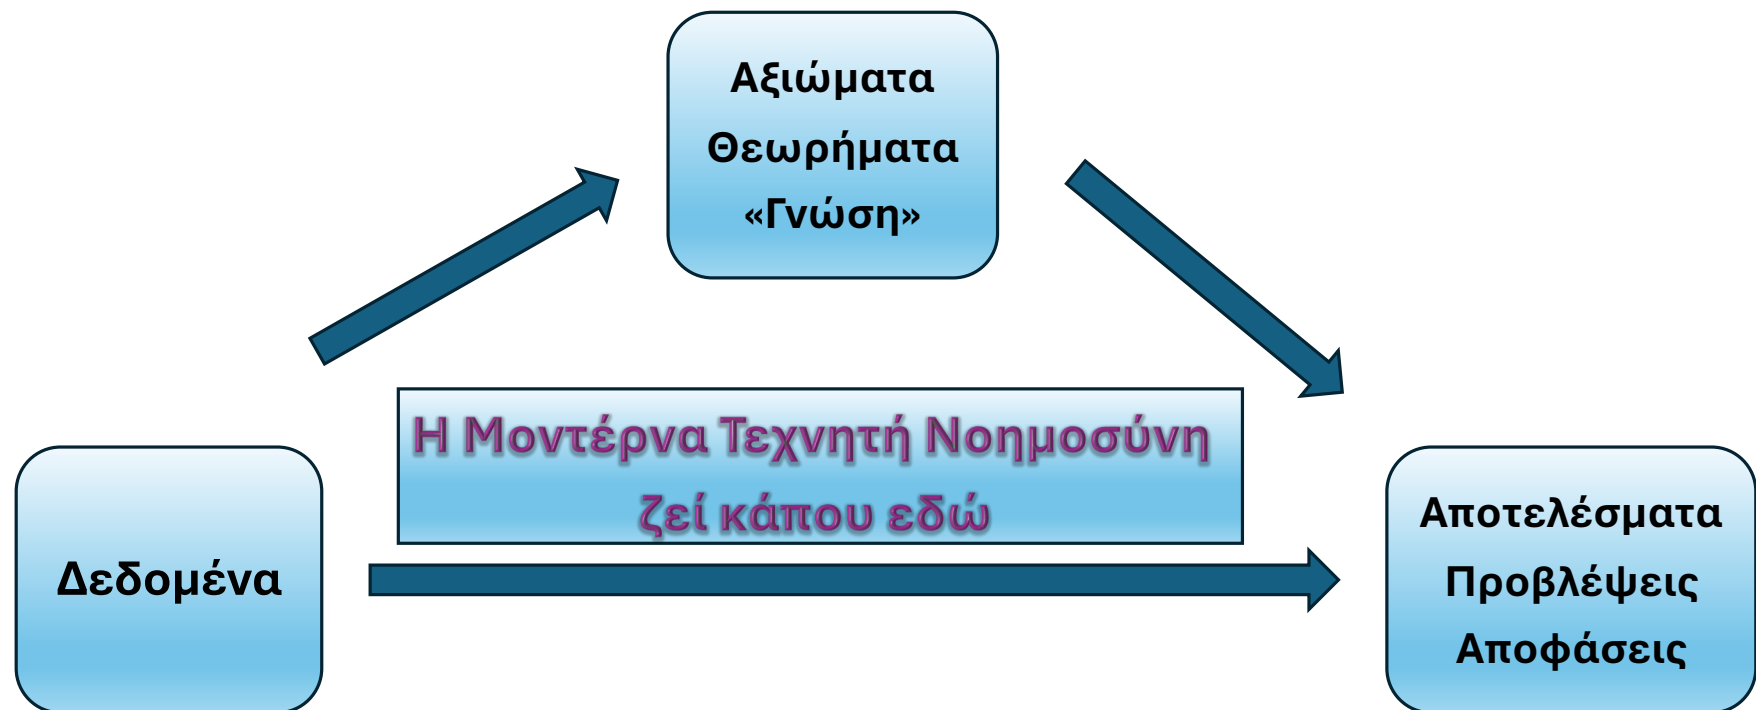 Αξιώματα
Θεωρήματα
«Γνώση»
Η Μοντέρνα Τεχνητή Νοημοσύνη
ζεί κάπου εδώ
Δεδομένα
Αποτελέσματα
Προβλέψεις
Αποφάσεις